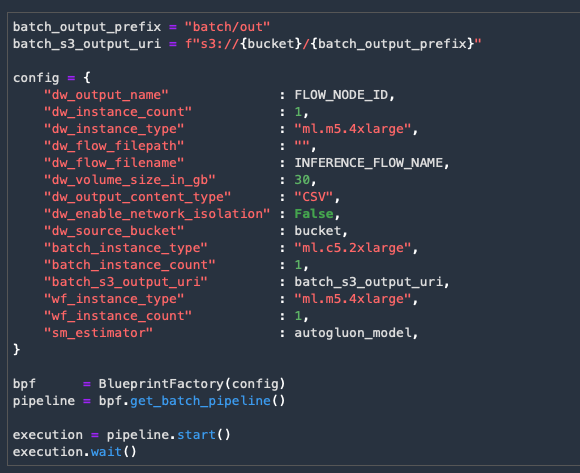 batch_output_prefix = "batch/out"
batch_s3_output_uri = f"s3://{bucket}/{batch_output_prefix}"

config = {
    "dw_output_name"              : FLOW_NODE_ID,
    "dw_instance_count"           : 1,
    "dw_instance_type"            : "ml.m5.4xlarge",
    "dw_flow_filepath"            : "",
    "dw_flow_filename"            : INFERENCE_FLOW_NAME,
    "dw_volume_size_in_gb"        : 30,
    "dw_output_content_type"      : "CSV",
    "dw_enable_network_isolation" : False,
    "dw_source_bucket"            : bucket,
    "batch_instance_type"         : "ml.c5.2xlarge",
    "batch_instance_count"        : 1,
    "batch_s3_output_uri"         : batch_s3_output_uri,
    "wf_instance_type"            : "ml.m5.4xlarge",
    "wf_instance_count"           : 1,
    "sm_estimator"                : autogluon_model,
}

bpf      = BlueprintFactory(config)
pipeline = bpf.get_batch_pipeline()

execution = pipeline.start()
execution.wait()